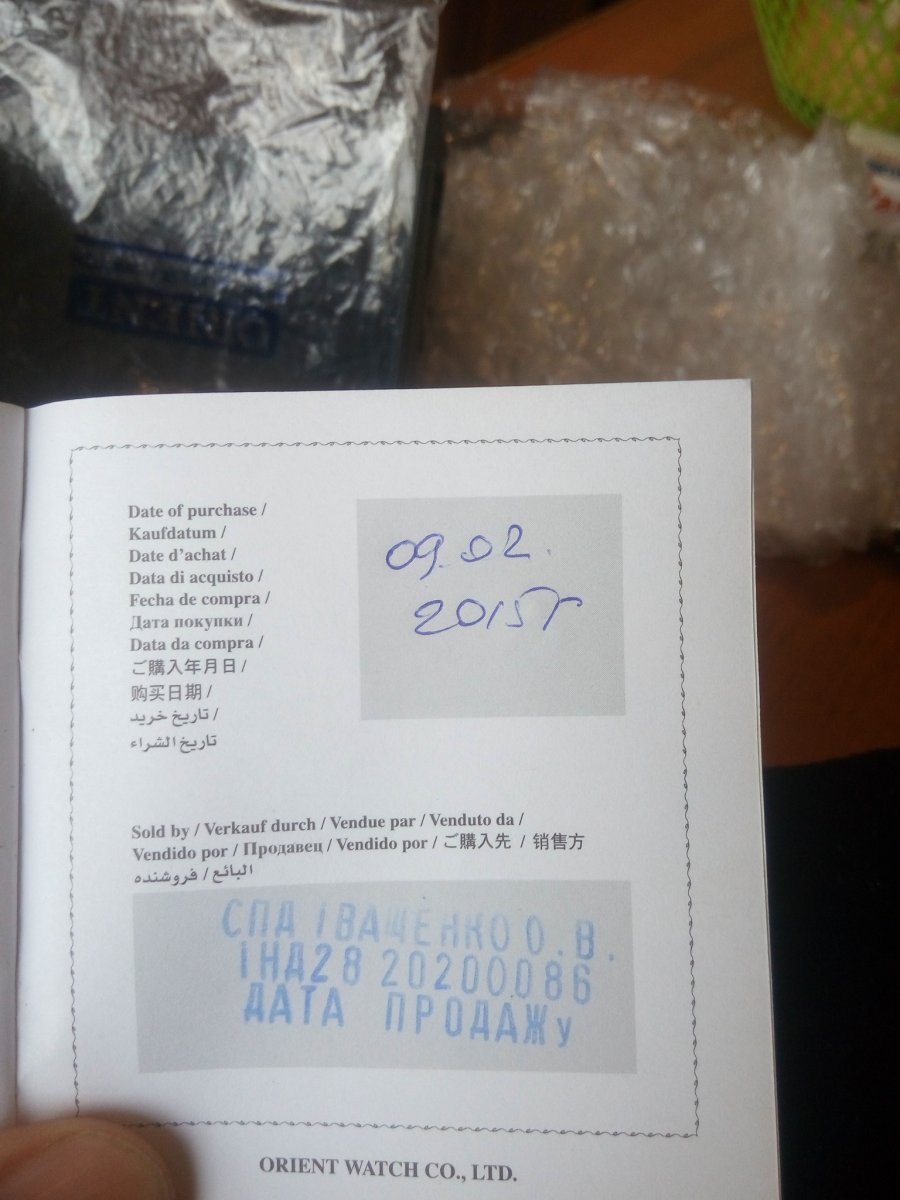 ORIENT
Date of purchase /
Kaufdatum /
Date d'achat /
Data di acquisto /
Fecha de compra /
Дата покупки /
Data da compra /
ご購入年月日 /
购买日期 /
تاريخ خريد /
تاريخ الشراء
09.02.
2015г
Sold by / Verkauf durch / Vendue par / Venduto da /
Vendido por / Продавец / Vendido por / ご購入先 / 销售方
البائع / فروشنده
СПД ІВАЩЕНКО О.В.
ІНД28 20200086
ДАТА ПРОДАЖу
ORIENT WATCH CO., LTD.